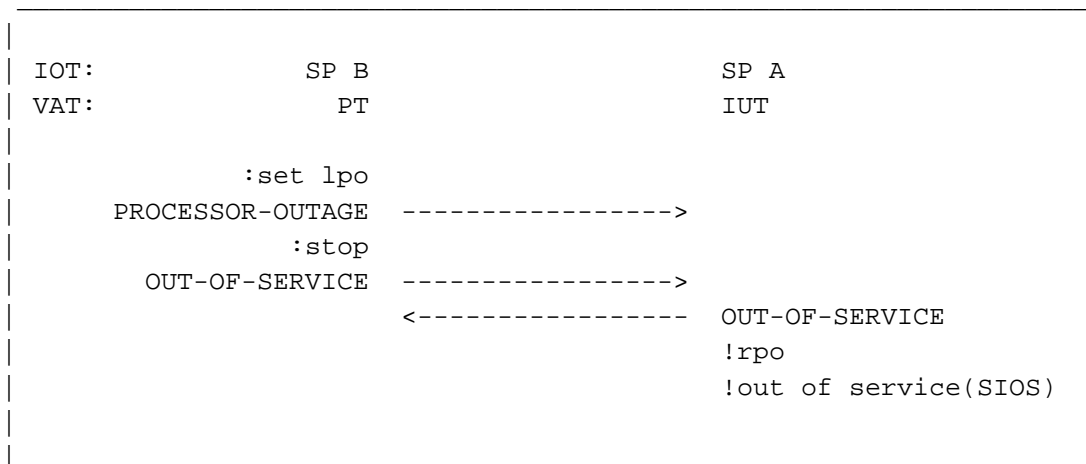 IOT: SP B SP A
VAT: PT IUT
:set lpo
PROCESSOR-OUTAGE ----------------->
:stop
OUT-OF-SERVICE ----------------->
<----------------- OUT-OF-SERVICE
!rpo
!out of service(SIOS)